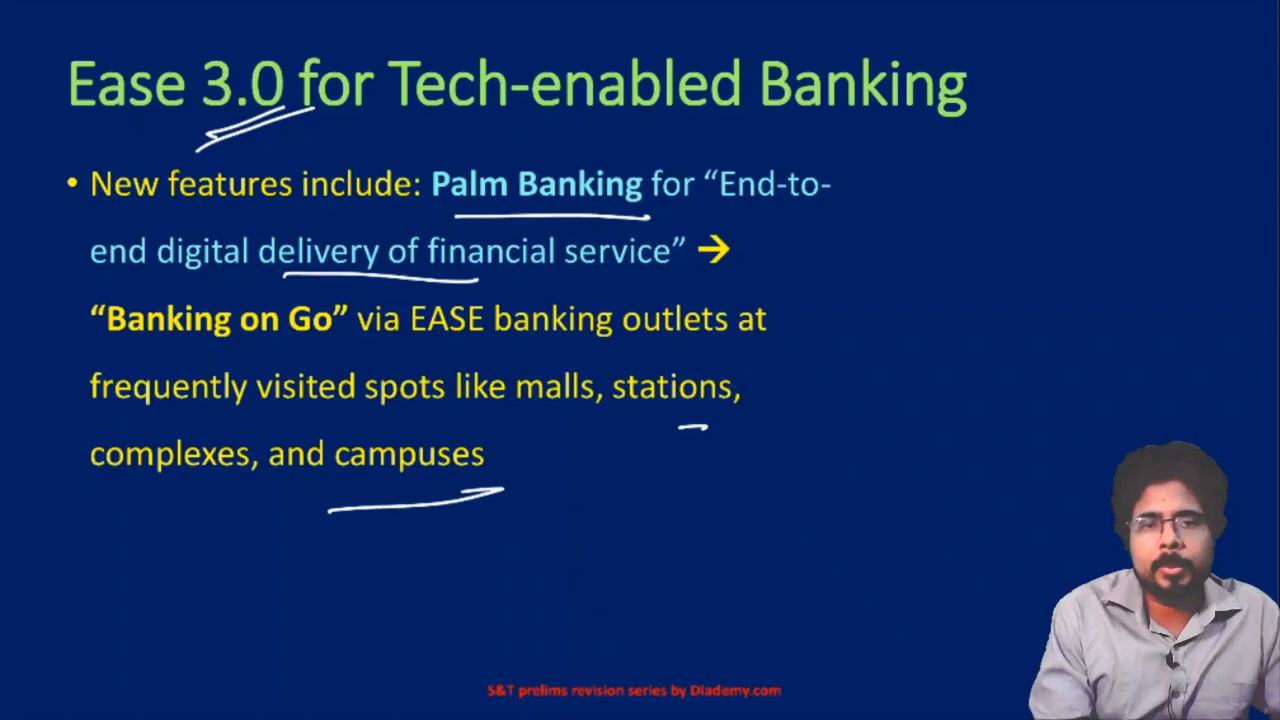 Ease 3.0 for Tech-enabled Banking
• New features include: Palm Banking for “End-to-
end digital delivery of financial service” →
“Banking on Go” via EASE banking outlets at
frequently visited spots like malls, stations,
complexes, and campuses
S&T prelims revision series by Diademy.com